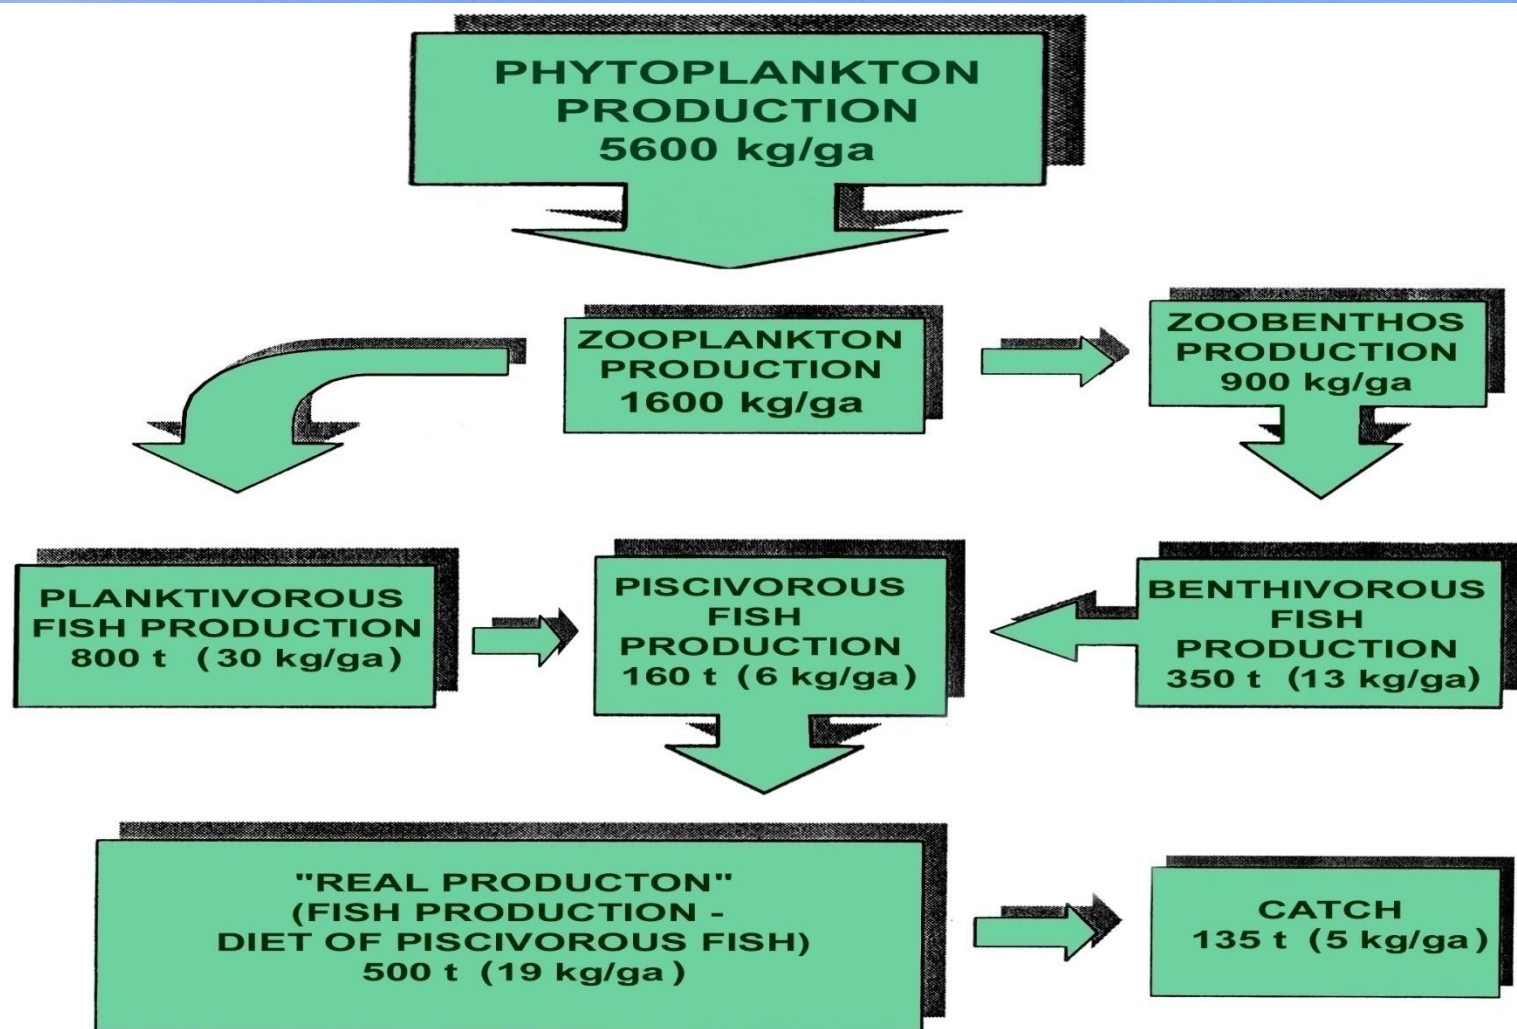 PHYTOPLANKTON
PRODUCTION
5600 kg/ga
ZOOPLANKTON
PRODUCTION
1600 kg/ga
ZOOBENTHOS
PRODUCTION
900 kg/ga
PLANKTIVOROUS
FISH PRODUCTION
800 t (30 kg/ga)
PISCIVOROUS
FISH
PRODUCTION
160 t (6 kg/ga)
BENTHIVOROUS
FISH
PRODUCTION
350 t (13 kg/ga)
"REAL PRODUCTON"
(FISH PRODUCTION -
DIET OF PISCIVOROUS FISH)
500 t (19 kg/ga)
CATCH
135 t (5 kg/ga)